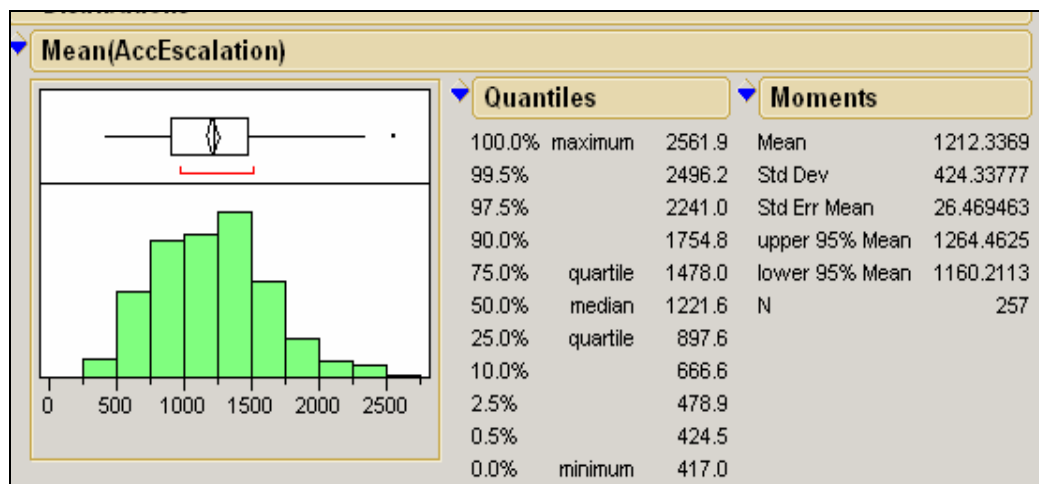 Mean(AccEscalation)
Quantiles
100.0% maximum 2561.9
99.5% 2496.2
97.5% 2241.0
90.0% 1754.8
75.0% quartile 1478.0
50.0% median 1221.6
25.0% quartile 897.6
10.0% 666.6
2.5% 478.9
0.5% 424.5
0.0% minimum 417.0
Moments
Mean 1212.3369
Std Dev 424.33777
Std Err Mean 26.469463
upper 95% Mean 1264.4625
lower 95% Mean 1160.2113
N 257
0 500 1000 1500 2000 2500